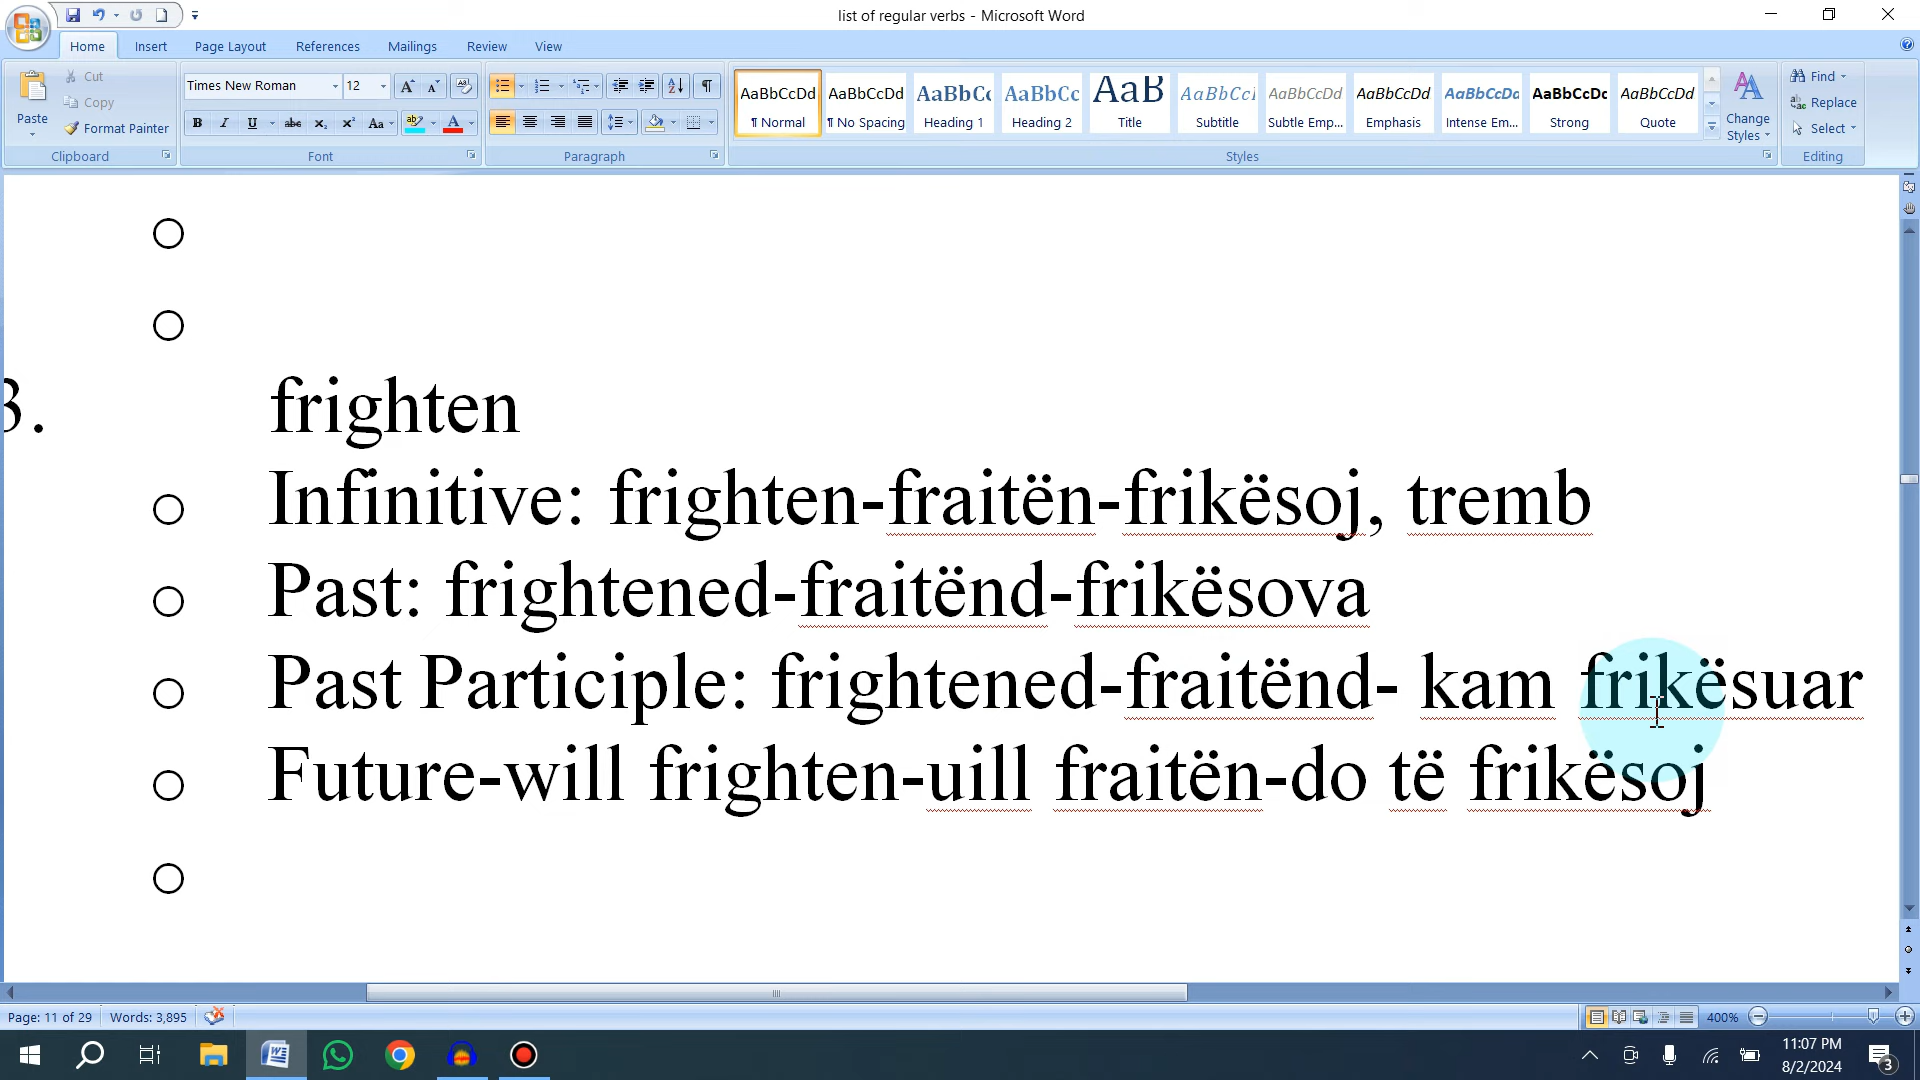 list of regular verbs - Microsoft Word
Home Insert Page Layout References Mailings Review View
Paste
Cut
Copy
Format Painter
Clipboard
Times New Roman 12
Font
Paragraph
AaBbCcDd AaBbCcDd AaBbCc AaBbCc AaB AaBbCcI AaBbCcDd AaBbCcDd AaBbCcDd AaBbCcDc AaBbCcDd
¶ Normal ¶ No Spacing Heading 1 Heading 2 Title Subtitle Subtle Emp... Emphasis Intense Em... Strong Quote
Change Styles
Styles
Find
Replace
Select
Editing
3. frighten
Infinitive: frighten-fraitën-frikësoj, tremb
Past: frightened-fraitënd-frikësova
Past Participle: frightened-fraitënd- kam frikësuar
Future-will frighten-uill fraitën-do të frikësoj
Page: 11 of 29 Words: 3,895
400%
11:07 PM
8/2/2024
3